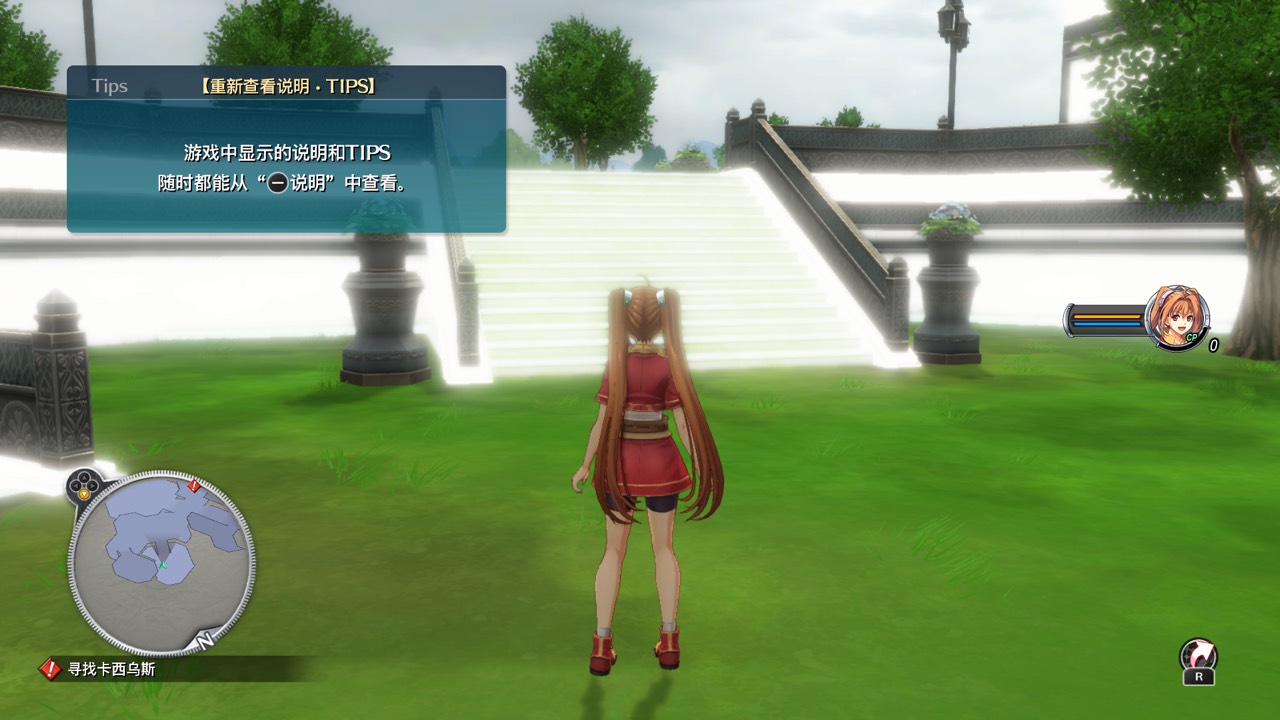 Tips
【重新查看说明·TIPS】
游戏中显示的说明和TIPS
随时都能从“⊖说明”中查看。
CP
0
N
寻找卡西乌斯
R